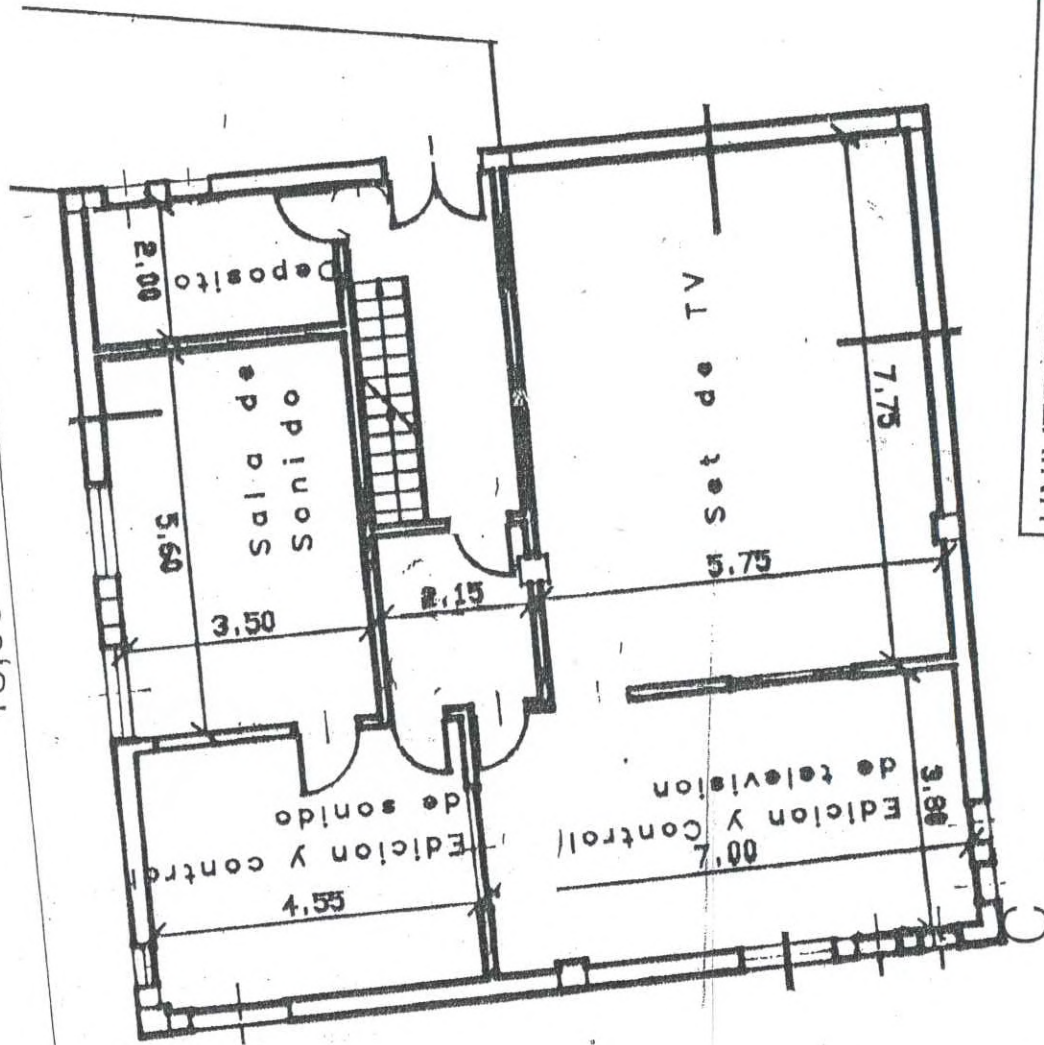 Deposito
2.00
Sala de
Sonido
5.60
3.50
2.15
Set de TV
7.75
5.75
Edicion y control
de sonido
4.55
Edicion y Control
de television
7.00
3.80